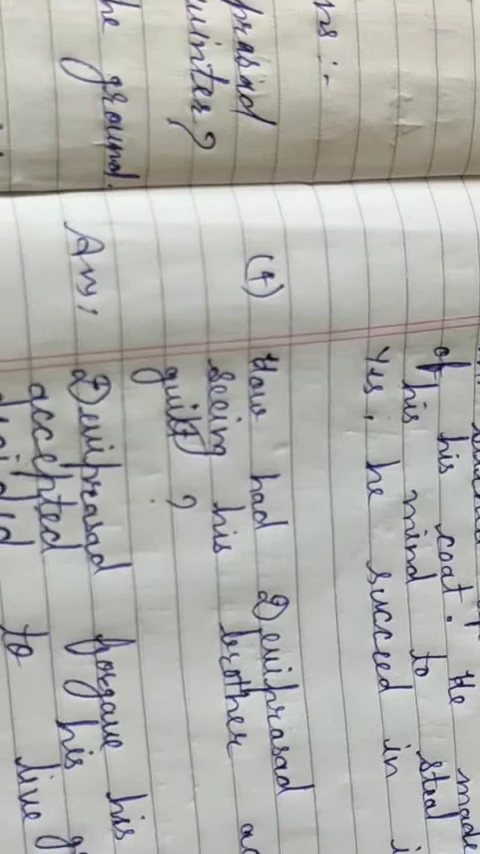 ns :-
prasad
winter?
he ground.
of his coat. He made
his mind to steal
Yes, he succeed in
(4) How had Deviprasad
seeing his brother
guilt ?
Ans, Deviprasad forgave his
accepted his
to live